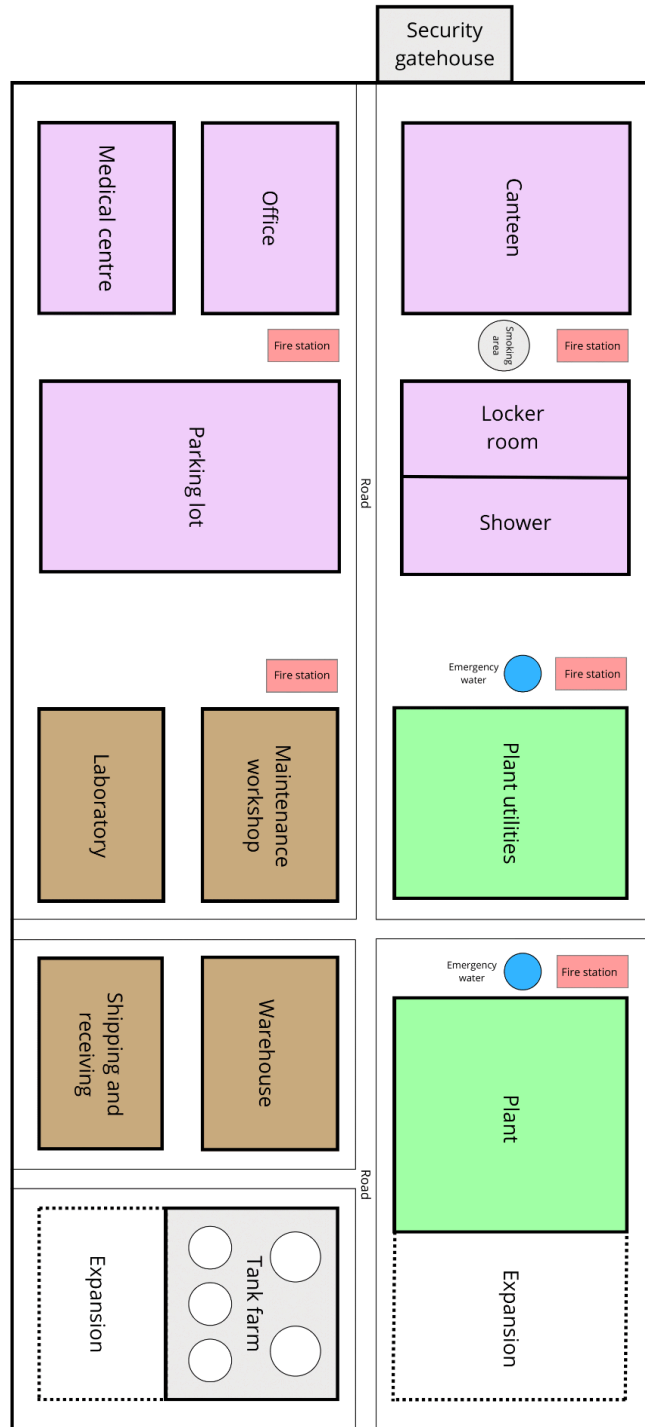 Security
gatehouse
Medical centre
Office
Canteen
Fire station
Smoking
area
Fire station
Parking lot
Road
Locker
room
Shower
Fire station
Emergency
water
Fire station
Laboratory
Maintenance
workshop
Plant utilities
Emergency
water
Fire station
Shipping and
receiving
Warehouse
Plant
Road
Expansion
Tank farm
Expansion